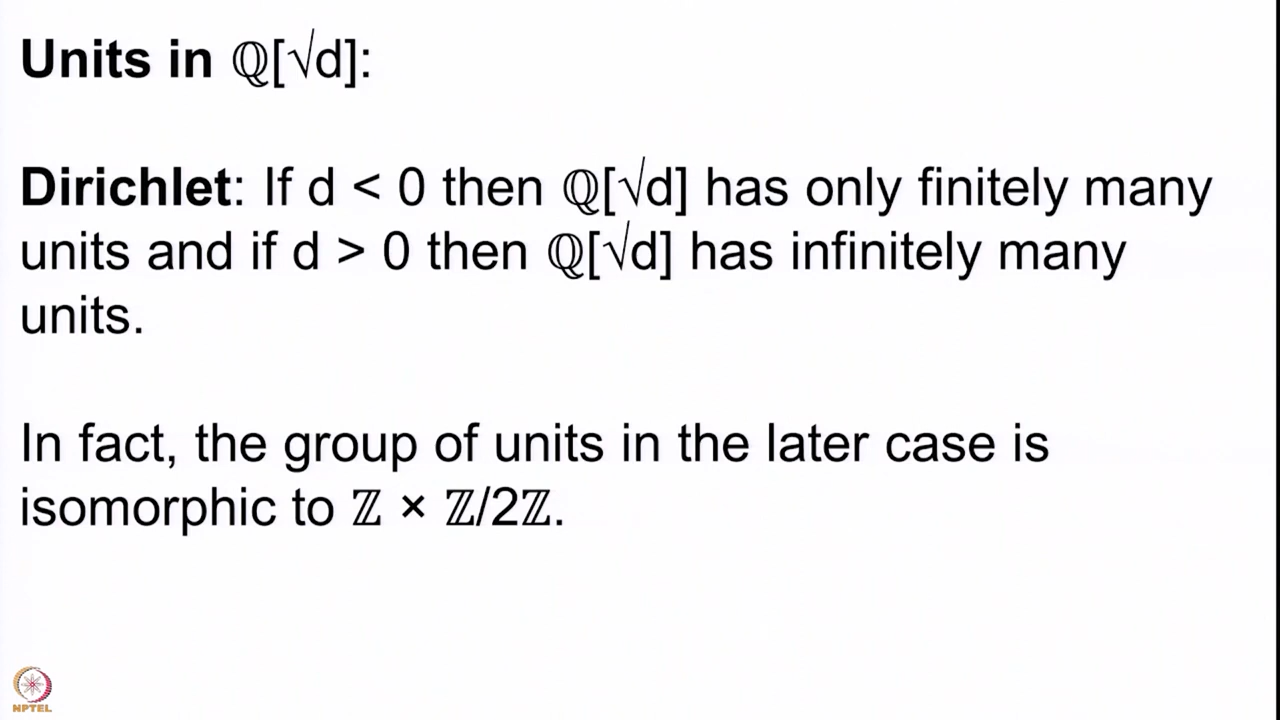 Units in ℚ[√d]:
Dirichlet: If d < 0 then ℚ[√d] has only finitely many
units and if d > 0 then ℚ[√d] has infinitely many
units.
In fact, the group of units in the later case is
isomorphic to ℤ × ℤ/2ℤ.
NPTEL